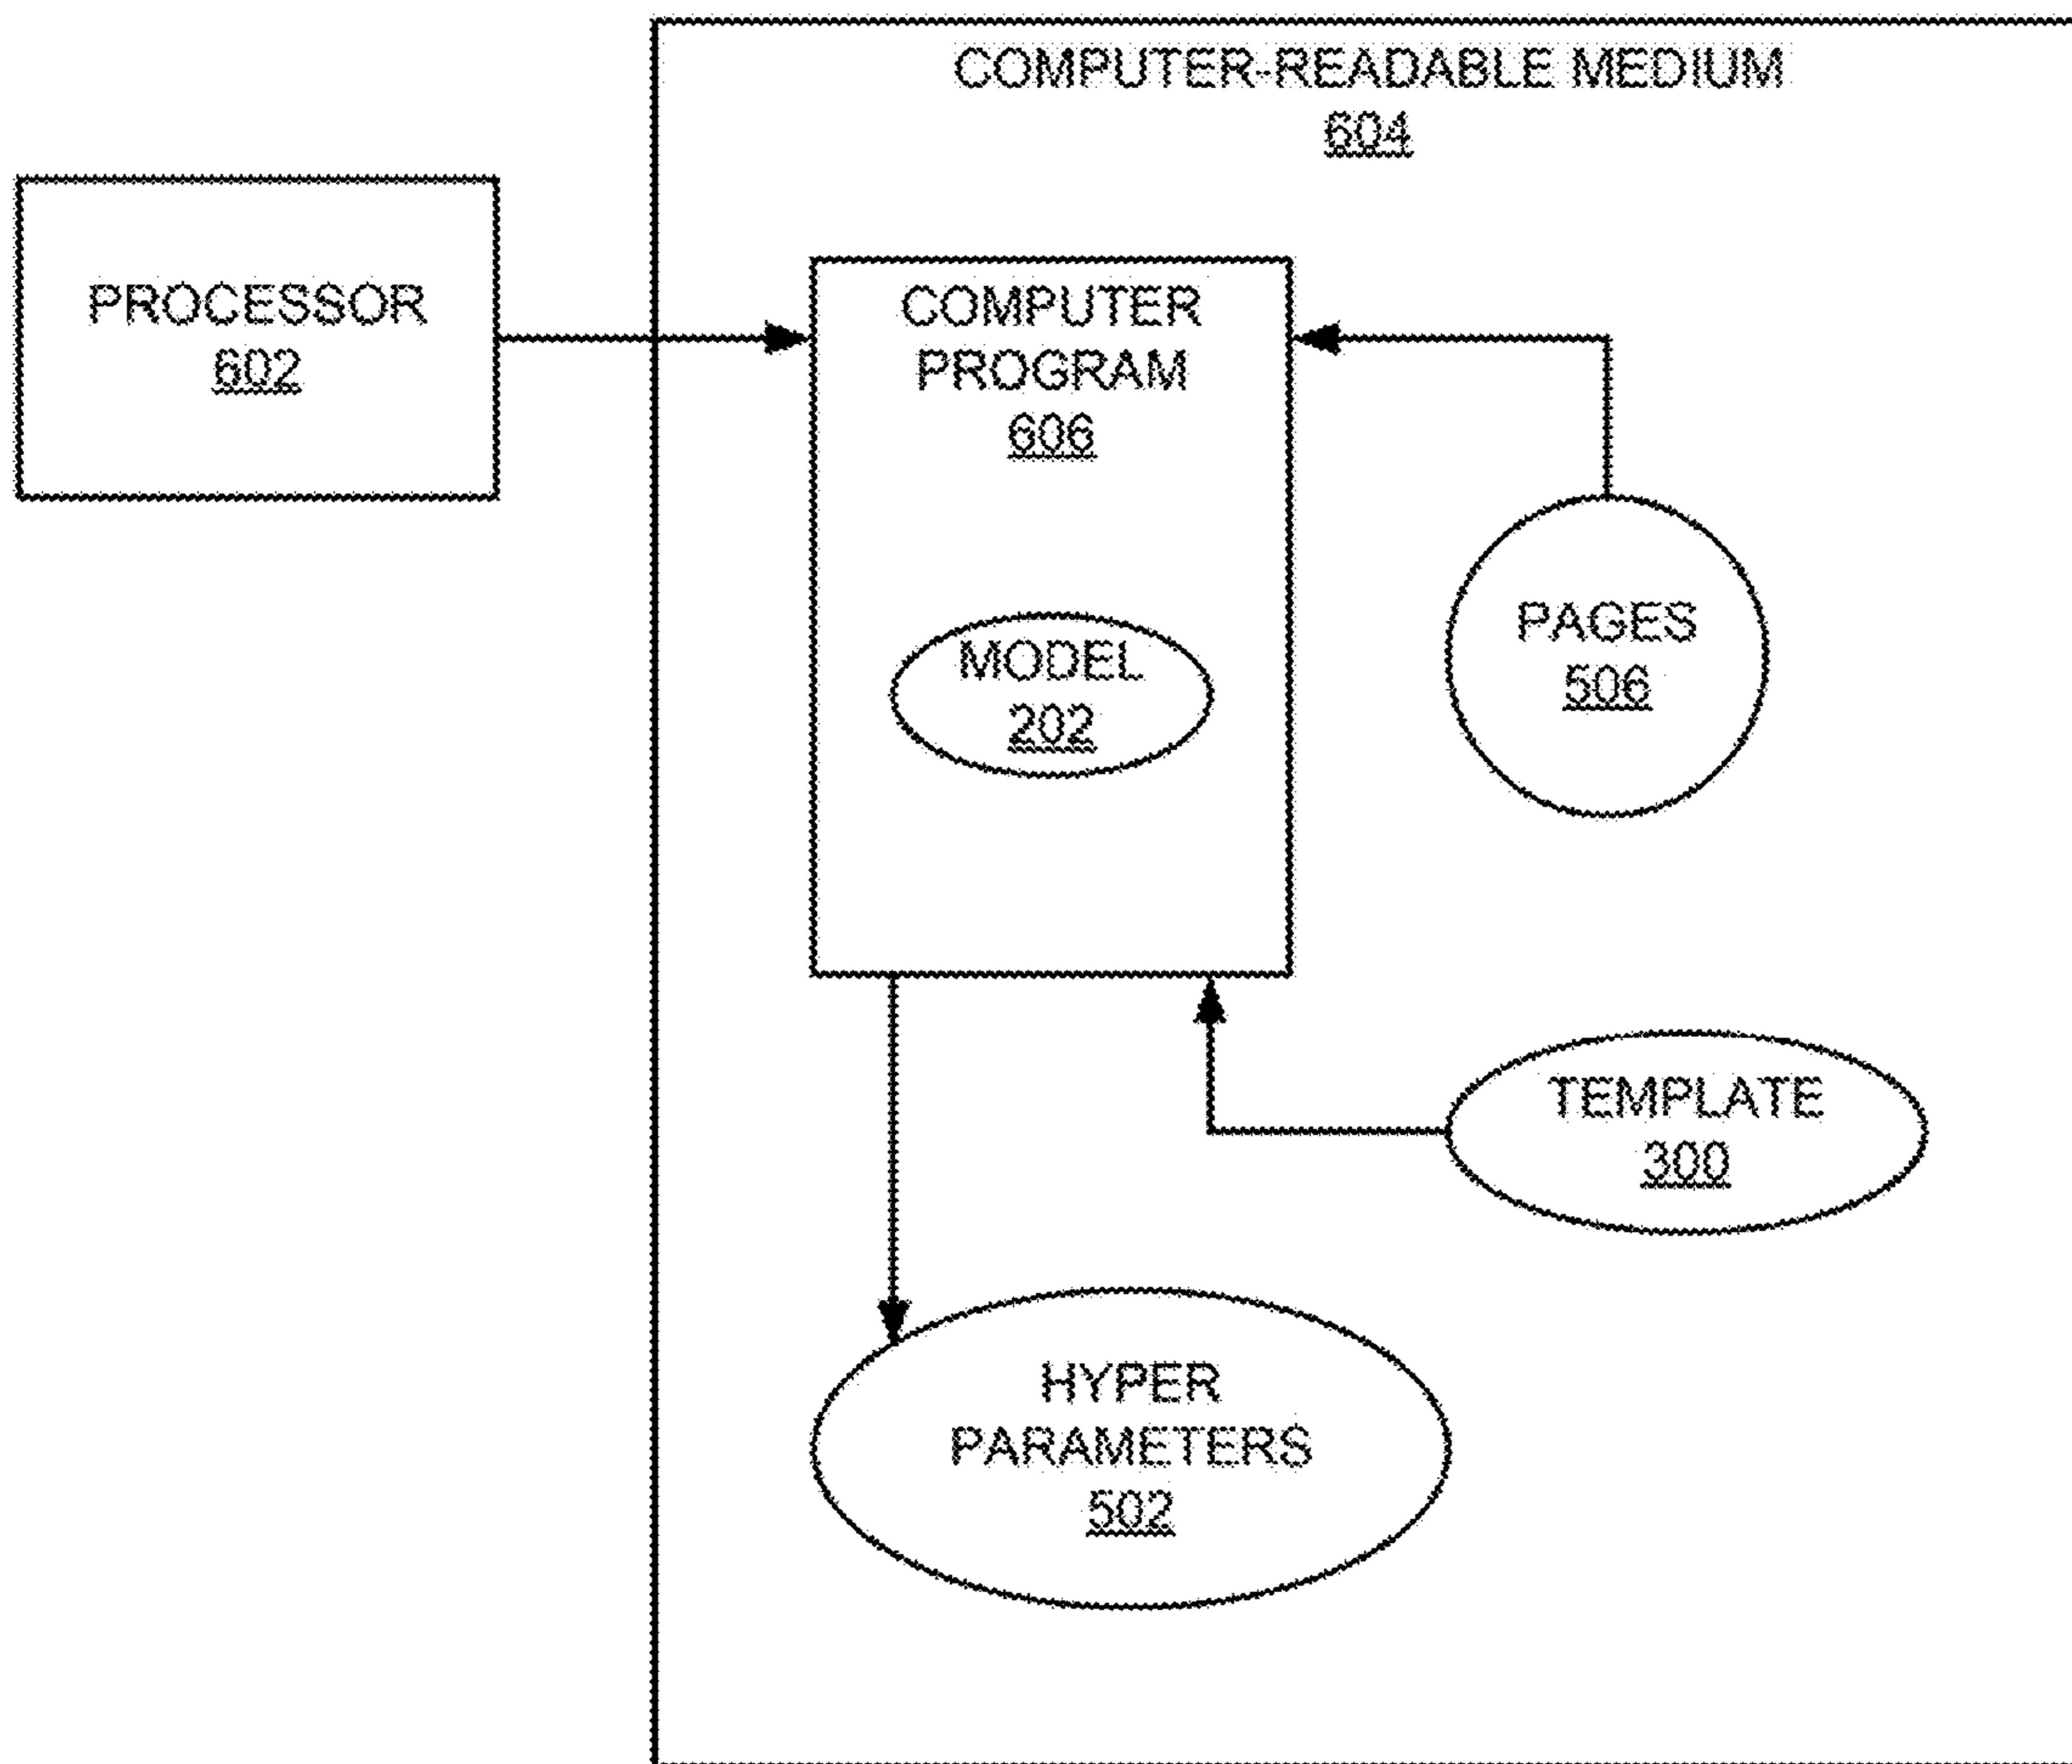 COMPUTER-READABLE MEDIUM
604
PROCESSOR
602
COMPUTER
PROGRAM
606
MODEL
202
PAGES
506
TEMPLATE
300
HYPER
PARAMETERS
502